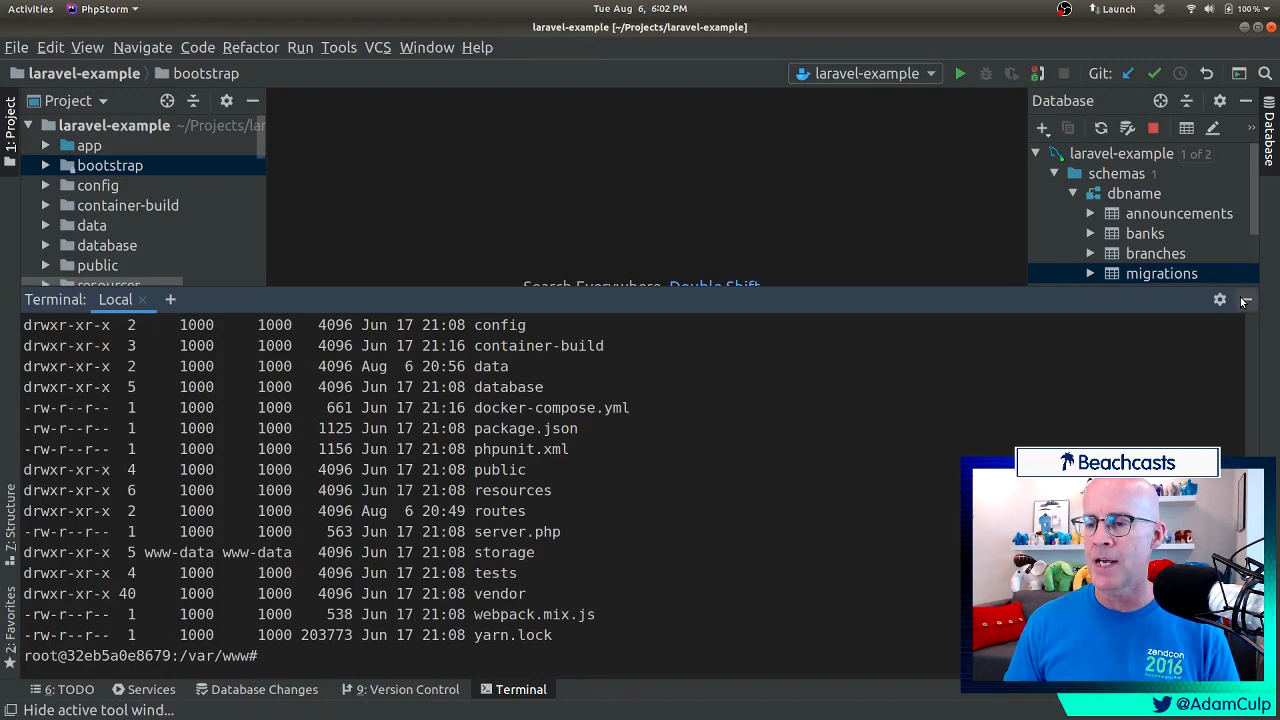 Activities PhpStorm Tue Aug 6, 6:02 PM Launch 100 %
laravel-example [~/Projects/laravel-example]
File Edit View Navigate Code Refactor Run Tools VCS Window Help
laravel-example bootstrap laravel-example Git:
1: Project
Project
laravel-example ~/Projects/lar
app
bootstrap
config
container-build
data
database
public
resources
Search Everywhere Double Shift
Database
laravel-example 1 of 2
schemas 1
dbname
announcements
banks
branches
migrations
Database
Terminal: Local +
drwxr-xr-x 2 1000 1000 4096 Jun 17 21:08 config
drwxr-xr-x 3 1000 1000 4096 Jun 17 21:16 container-build
drwxr-xr-x 2 1000 1000 4096 Aug 6 20:56 data
drwxr-xr-x 5 1000 1000 4096 Jun 17 21:08 database
-rw-r--r-- 1 1000 1000 661 Jun 17 21:16 docker-compose.yml
-rw-r--r-- 1 1000 1000 1125 Jun 17 21:08 package.json
-rw-r--r-- 1 1000 1000 1156 Jun 17 21:08 phpunit.xml
drwxr-xr-x 4 1000 1000 4096 Jun 17 21:08 public
drwxr-xr-x 6 1000 1000 4096 Jun 17 21:08 resources
drwxr-xr-x 2 1000 1000 4096 Aug 6 20:49 routes
-rw-r--r-- 1 1000 1000 563 Jun 17 21:08 server.php
drwxr-xr-x 5 www-data www-data 4096 Jun 17 21:08 storage
drwxr-xr-x 4 1000 1000 4096 Jun 17 21:08 tests
drwxr-xr-x 40 1000 1000 4096 Jun 17 21:08 vendor
-rw-r--r-- 1 1000 1000 538 Jun 17 21:08 webpack.mix.js
-rw-r--r-- 1 1000 1000 203773 Jun 17 21:08 yarn.lock
root@32eb5a0e8679:/var/www#
Z: Structure
2: Favorites
Beachcasts
zendcon
2016
6: TODO Services Database Changes 9: Version Control Terminal
Hide active tool wind...
@AdamCulp